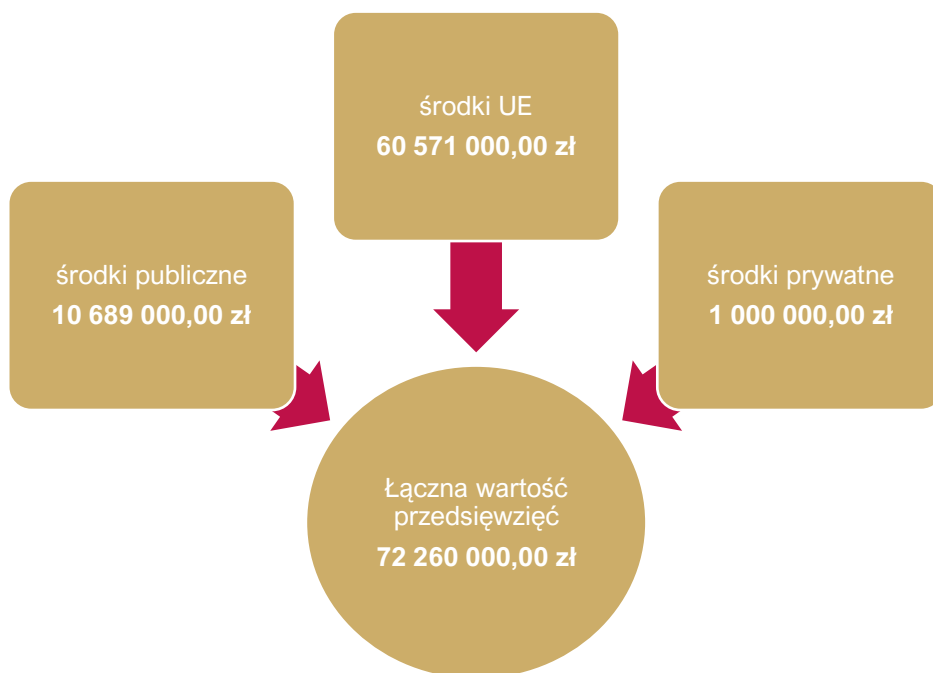 środki UE
60 571 000,00 zł
środki publiczne
10 689 000,00 zł
środki prywatne
1 000 000,00 zł
Łączna wartość
przedsięwzięć
72 260 000,00 zł